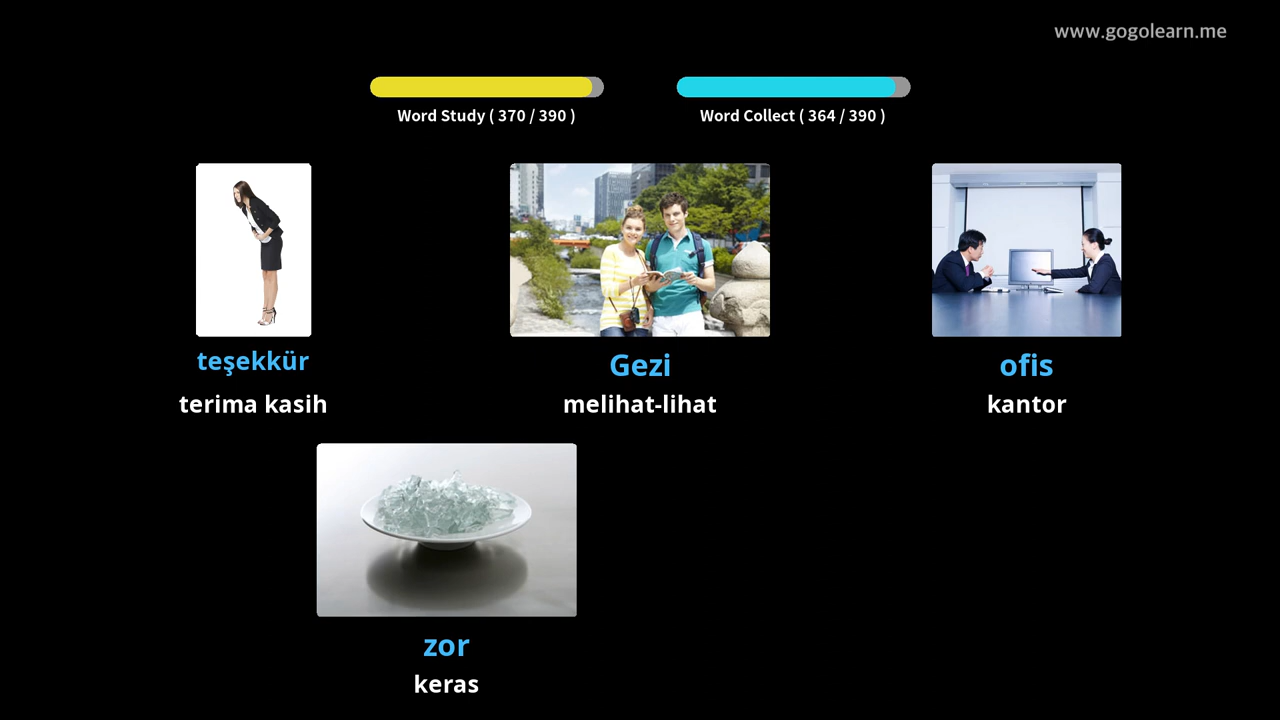 www.gogolearn.me
Word Study ( 370 / 390 )
Word Collect ( 364 / 390 )
teşekkür
terima kasih
Gezi
melihat-lihat
ofis
kantor
zor
keras